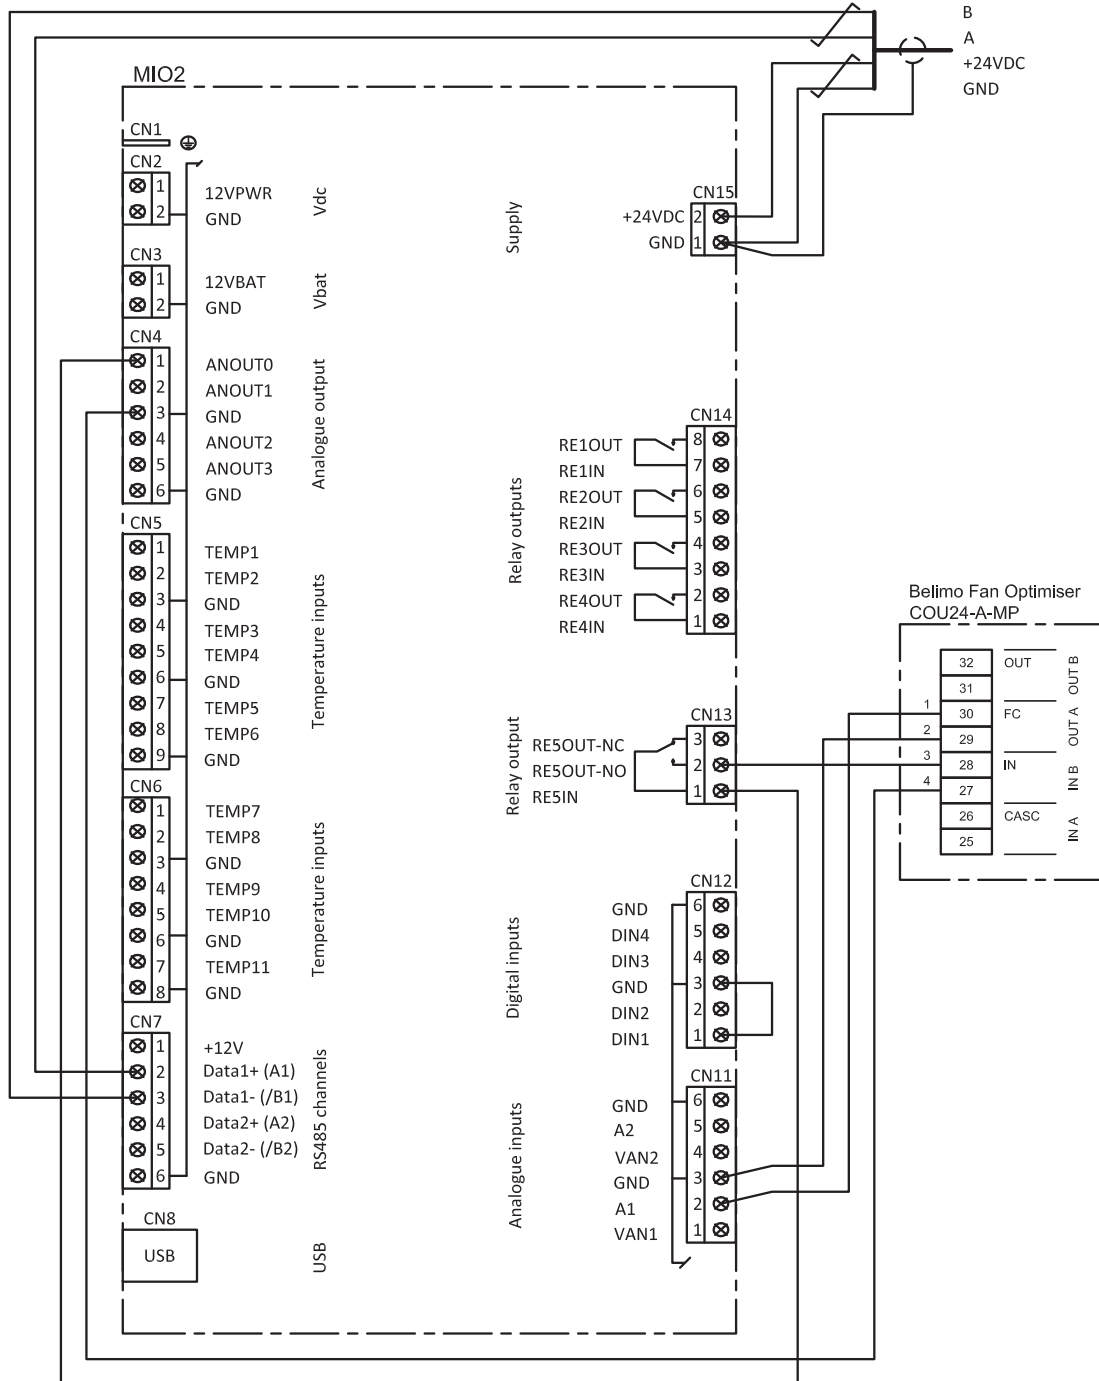 B
A
+24VDC
GND
MIO2
CN1
CN2
1 12VPWR
2 GND
Vdc
CN3
1 12VBAT
2 GND
Vbat
CN4
1 ANOUT0
2 ANOUT1
3 GND
4 ANOUT2
5 ANOUT3
6 GND
Analogue output
CN5
1 TEMP1
2 TEMP2
3 GND
4 TEMP3
5 TEMP4
6 GND
7 TEMP5
8 TEMP6
9 GND
Temperature inputs
CN6
1 TEMP7
2 TEMP8
3 GND
4 TEMP9
5 TEMP10
6 GND
7 TEMP11
8 GND
Temperature inputs
CN7
1 +12V
2 Data1+ (A1)
3 Data1- (/B1)
4 Data2+ (A2)
5 Data2- (/B2)
6 GND
RS485 channels
CN8
USB
USB
CN15
+24VDC 2
GND 1
Supply
CN14
RE1OUT 8
RE1IN 7
RE2OUT 6
RE2IN 5
RE3OUT 4
RE3IN 3
RE4OUT 2
RE4IN 1
Relay outputs
CN13
RE5OUT-NC 3
RE5OUT-NO 2
RE5IN 1
Relay output
CN12
GND 6
DIN4 5
DIN3 4
GND 3
DIN2 2
DIN1 1
Digital inputs
CN11
GND 6
A2 5
VAN2 4
GND 3
A1 2
VAN1 1
Analogue inputs
Belimo Fan Optimiser
COU24-A-MP
32 OUT
31
OUT B
1 30 FC
2 29
OUT A
3 28 IN
4 27
IN B
26 CASC
25
IN A